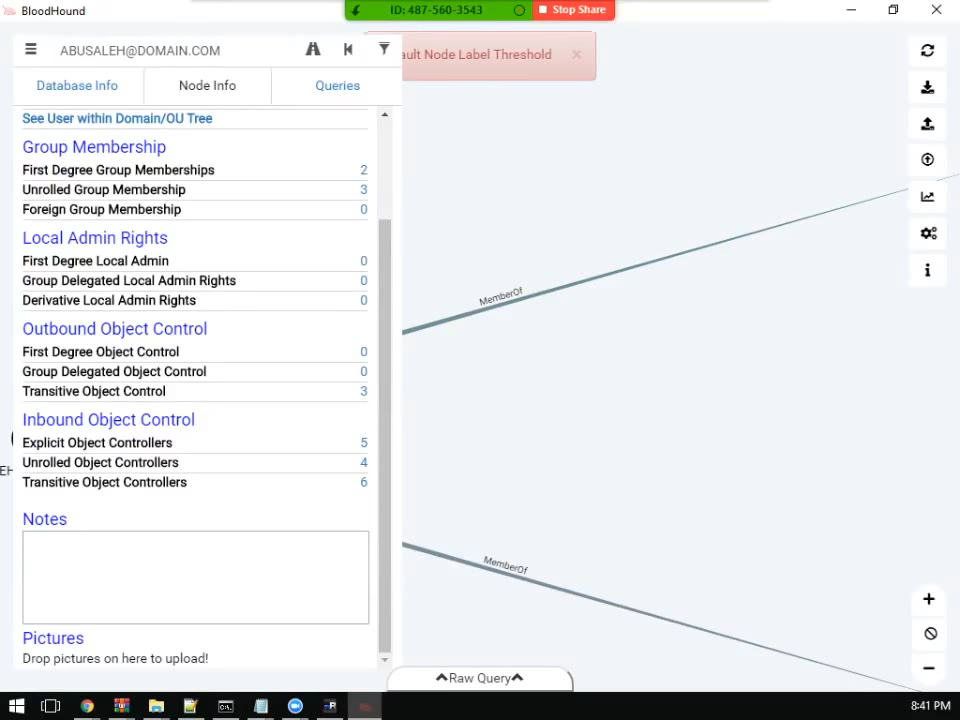 BloodHound
ID: 487-560-3543
Stop Share
ABUSALEH@DOMAIN.COM
ault Node Label Threshold
Database Info
Node Info
Queries
See User within Domain/OU Tree
Group Membership
First Degree Group Memberships 2
Unrolled Group Membership 3
Foreign Group Membership 0
Local Admin Rights
First Degree Local Admin 0
Group Delegated Local Admin Rights 0
Derivative Local Admin Rights 0
Outbound Object Control
First Degree Object Control 0
Group Delegated Object Control 0
Transitive Object Control 3
Inbound Object Control
Explicit Object Controllers 5
Unrolled Object Controllers 4
Transitive Object Controllers 6
Notes
Pictures
Drop pictures on here to upload!
MemberOf
MemberOf
Raw Query
8:41 PM